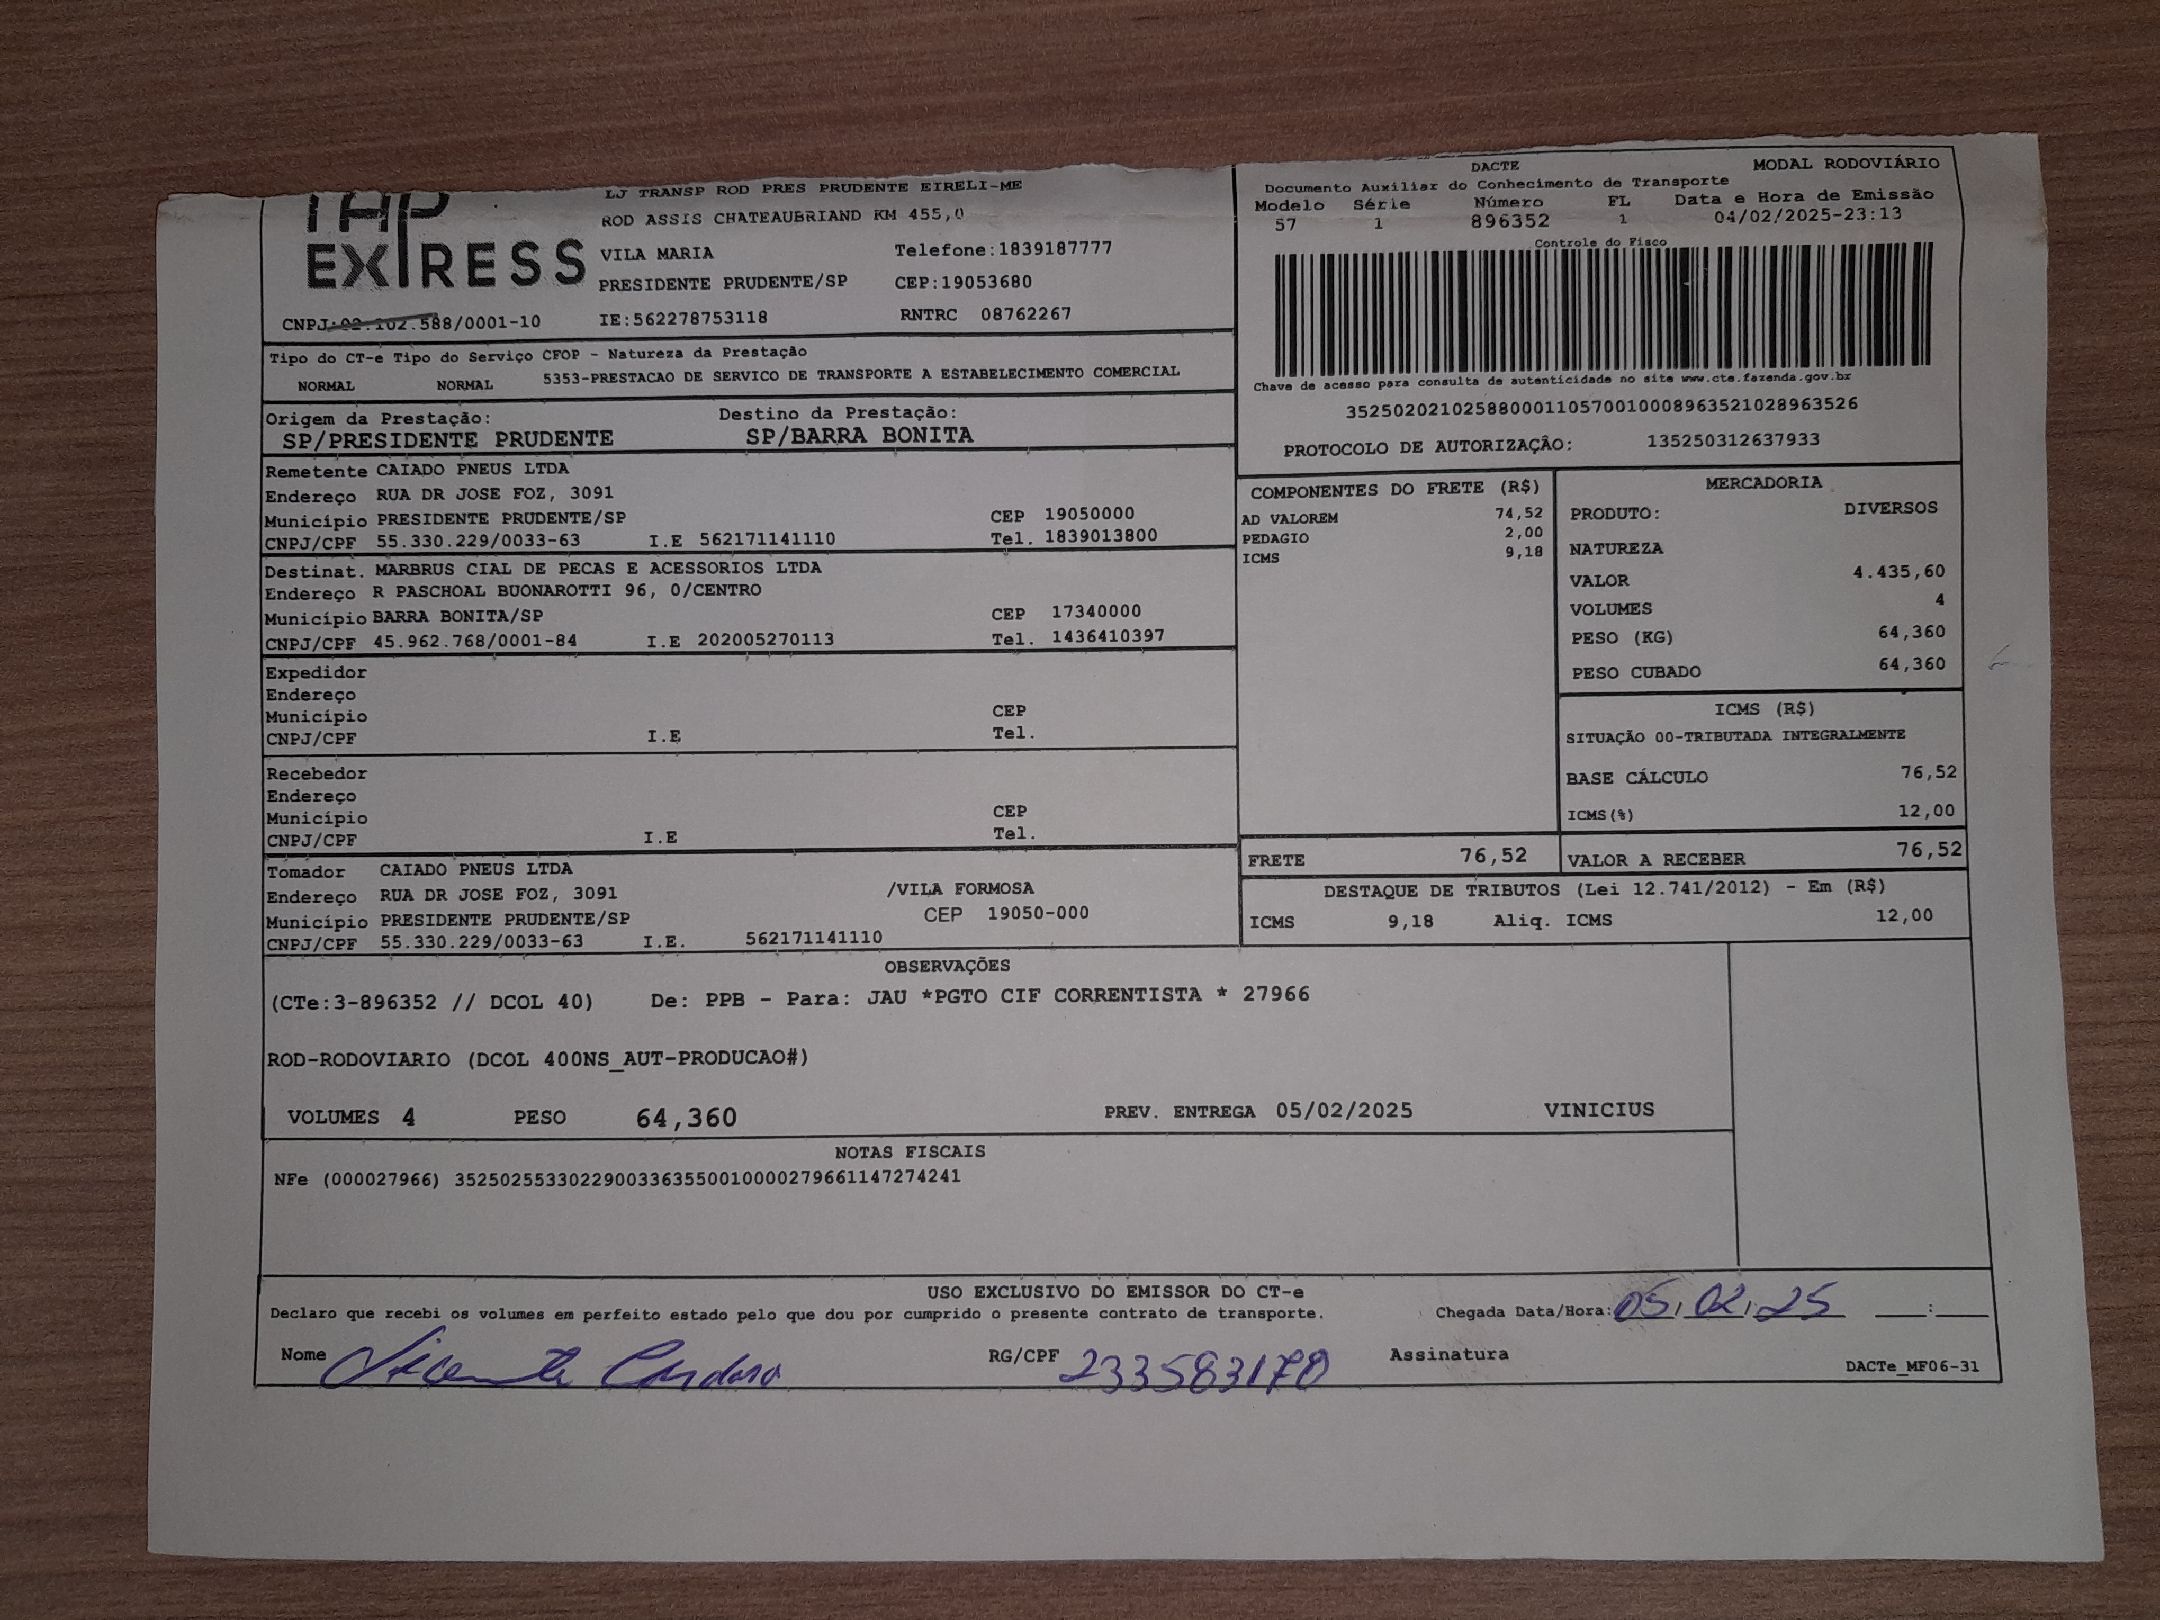 TAP
EXPRESS
LJ TRANSP ROD PRES PRUDENTE EIRELI-ME
ROD ASSIS CHATEAUBRIAND KM 455,0
VILA MARIA Telefone:1839187777
PRESIDENTE PRUDENTE/SP CEP:19053680
CNPJ:02.102.588/0001-10 IE:562278753118 RNTRC 08762267
DACTE MODAL RODOVIÁRIO
Documento Auxiliar do Conhecimento de Transporte
Modelo Série Número FL Data e Hora de Emissão
57 1 896352 1 04/02/2025-23:13
Controle do Fisco
Chave de acesso para consulta de autenticidade no site www.cte.fazenda.gov.br
35250202102588000110570010008963521028963526
PROTOCOLO DE AUTORIZAÇÃO: 135250312637933
Tipo do CT-e Tipo do Serviço CFOP - Natureza da Prestação
NORMAL NORMAL 5353-PRESTACAO DE SERVICO DE TRANSPORTE A ESTABELECIMENTO COMERCIAL
Origem da Prestação: Destino da Prestação:
SP/PRESIDENTE PRUDENTE SP/BARRA BONITA
Remetente CAIADO PNEUS LTDA
Endereço RUA DR JOSE FOZ, 3091
Município PRESIDENTE PRUDENTE/SP CEP 19050000
CNPJ/CPF 55.330.229/0033-63 I.E 562171141110 Tel. 1839013800
Destinat. MARBRUS CIAL DE PECAS E ACESSORIOS LTDA
Endereço R PASCHOAL BUONAROTTI 96, 0/CENTRO
Município BARRA BONITA/SP CEP 17340000
CNPJ/CPF 45.962.768/0001-84 I.E 202005270113 Tel. 1436410397
Expedidor
Endereço
Município CEP
CNPJ/CPF I.E Tel.
Recebedor
Endereço
Município CEP
CNPJ/CPF I.E Tel.
Tomador CAIADO PNEUS LTDA
Endereço RUA DR JOSE FOZ, 3091 /VILA FORMOSA
Município PRESIDENTE PRUDENTE/SP CEP 19050-000
CNPJ/CPF 55.330.229/0033-63 I.E. 562171141110
COMPONENTES DO FRETE (R$)
AD VALOREM 74,52
PEDAGIO 2,00
ICMS 9,18
MERCADORIA
PRODUTO: DIVERSOS
NATUREZA
VALOR 4.435,60
VOLUMES 4
PESO (KG) 64,360
PESO CUBADO 64,360
ICMS (R$)
SITUAÇÃO 00-TRIBUTADA INTEGRALMENTE
BASE CÁLCULO 76,52
ICMS(%) 12,00
FRETE 76,52 VALOR A RECEBER 76,52
DESTAQUE DE TRIBUTOS (Lei 12.741/2012) - Em (R$)
ICMS 9,18 Aliq. ICMS 12,00
OBSERVAÇÕES
(CTe:3-896352 // DCOL 40) De: PPB - Para: JAU *PGTO CIF CORRENTISTA * 27966
ROD-RODOVIARIO (DCOL 400NS_AUT-PRODUCAO#)
VOLUMES 4 PESO 64,360 PREV. ENTREGA 05/02/2025 VINICIUS
NOTAS FISCAIS
NFe (000027966) 35250255330229003363550010000279661147274241
USO EXCLUSIVO DO EMISSOR DO CT-e
Declaro que recebi os volumes em perfeito estado pelo que dou por cumprido o presente contrato de transporte. Chegada Data/Hora: 05.02.25 __:__
Nome Cardoso RG/CPF 233583178 Assinatura DACTe_MF06-31